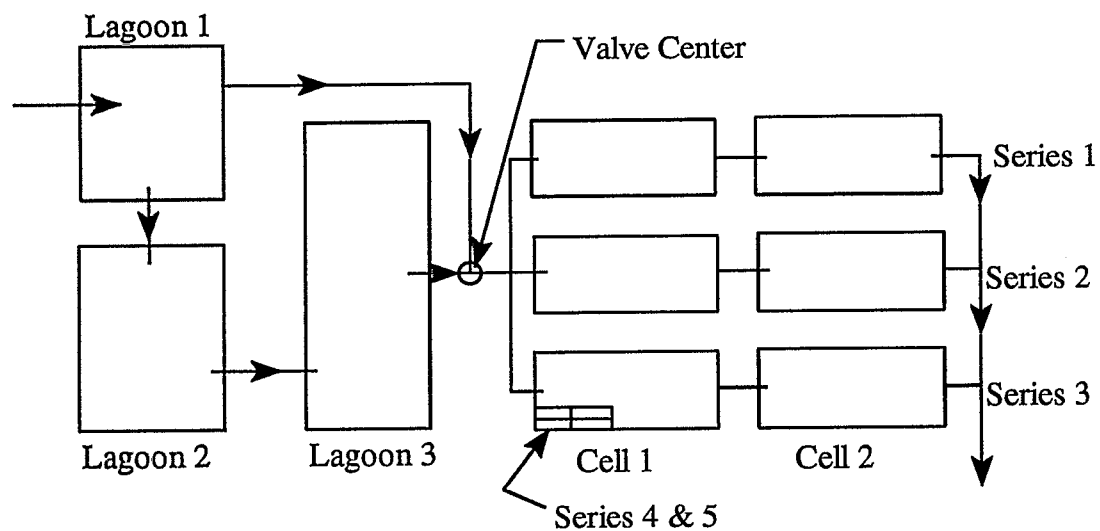 Lagoon 1
Valve Center
Series 1
Series 2
Series 3
Lagoon 2
Lagoon 3
Cell 1
Cell 2
Series 4 & 5